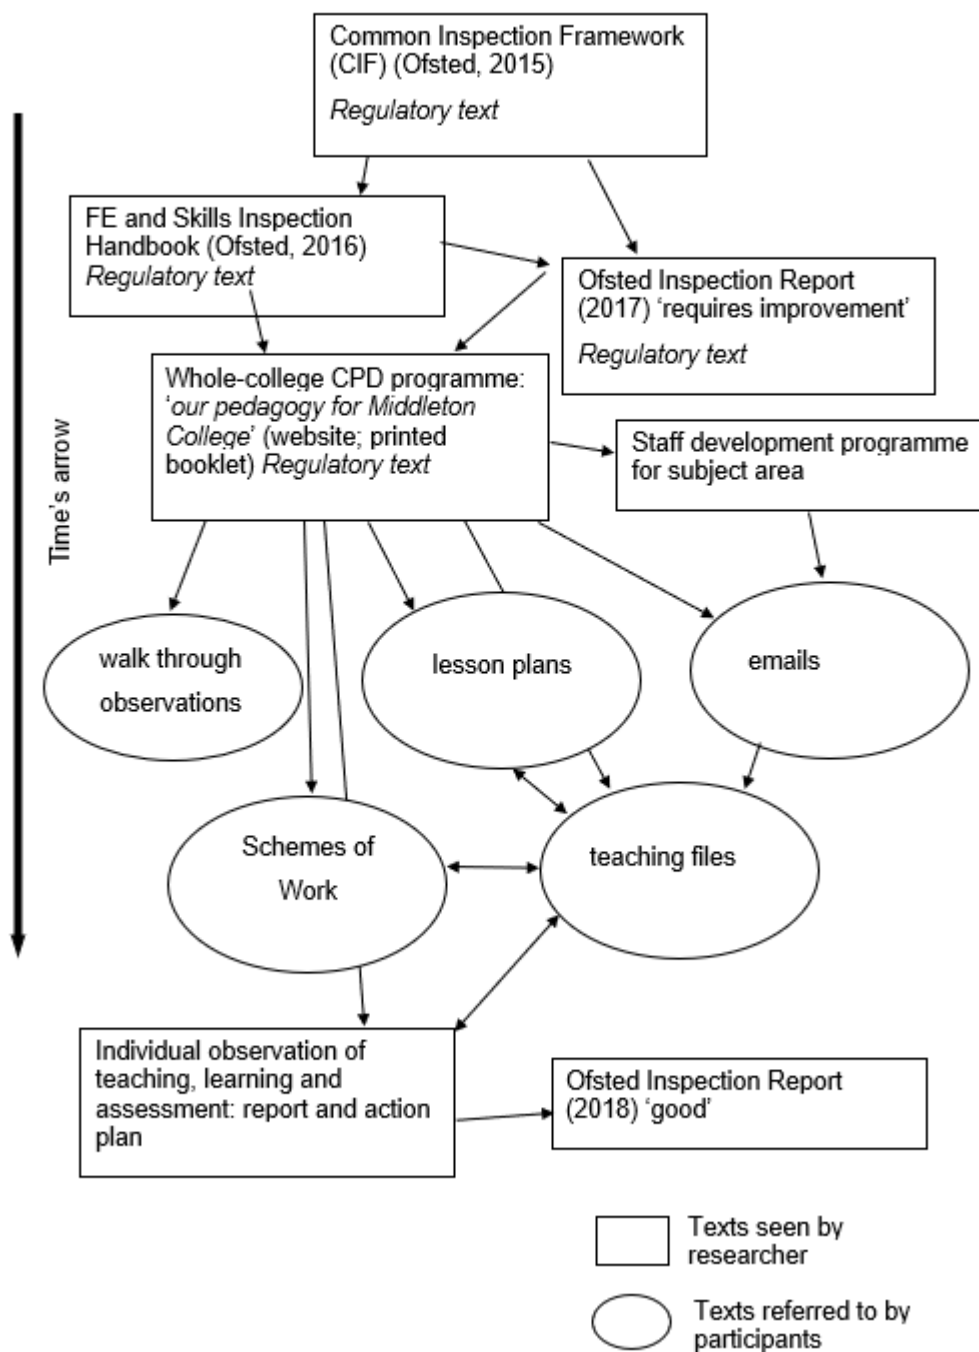 Common Inspection Framework
(CIF) (Ofsted, 2015)
Regulatory text
FE and Skills Inspection
Handbook (Ofsted, 2016)
Regulatory text
Ofsted Inspection Report
(2017) ‘requires improvement’
Regulatory text
Whole-college CPD programme:
‘our pedagogy for Middleton
College’ (website; printed
booklet) Regulatory text
Staff development programme
for subject area
Time’s arrow
walk through
observations
lesson plans
emails
Schemes of
Work
teaching files
Individual observation of
teaching, learning and
assessment: report and action
plan
Ofsted Inspection Report
(2018) ‘good’
Texts seen by
researcher
Texts referred to by
participants